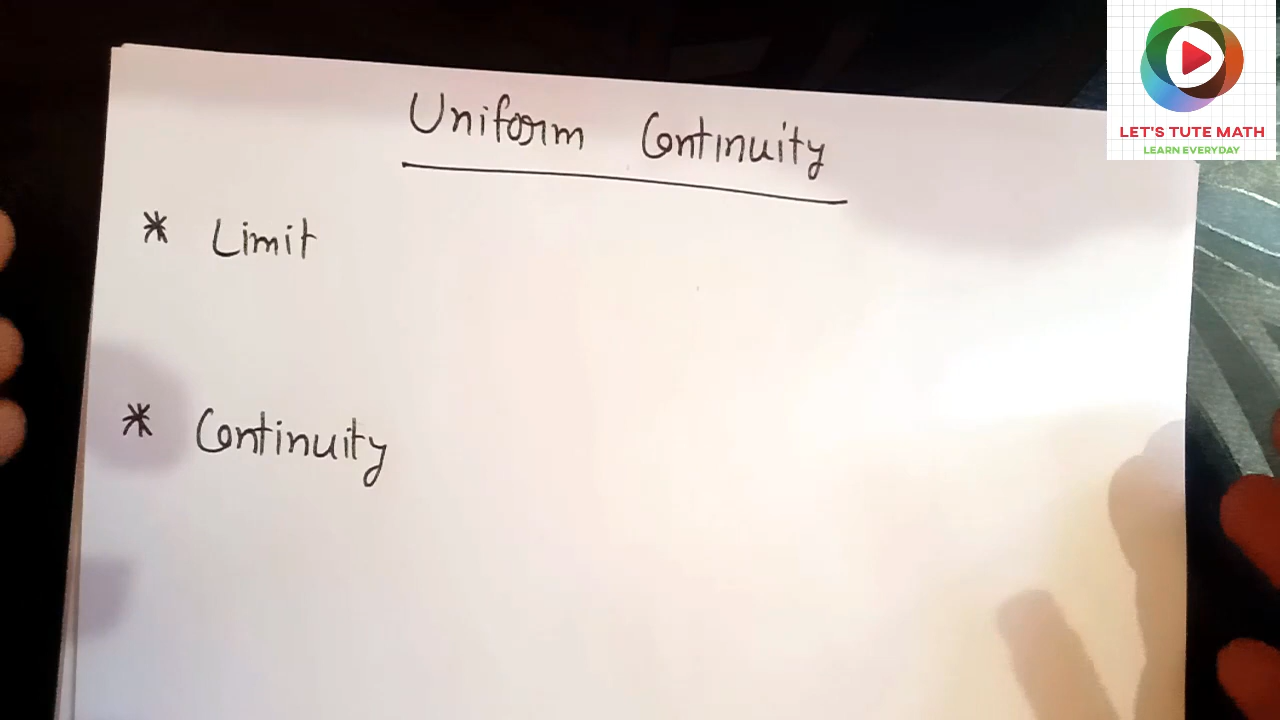 Uniform Continuity
* Limit
* Continuity
LET'S TUTE MATH
LEARN EVERYDAY